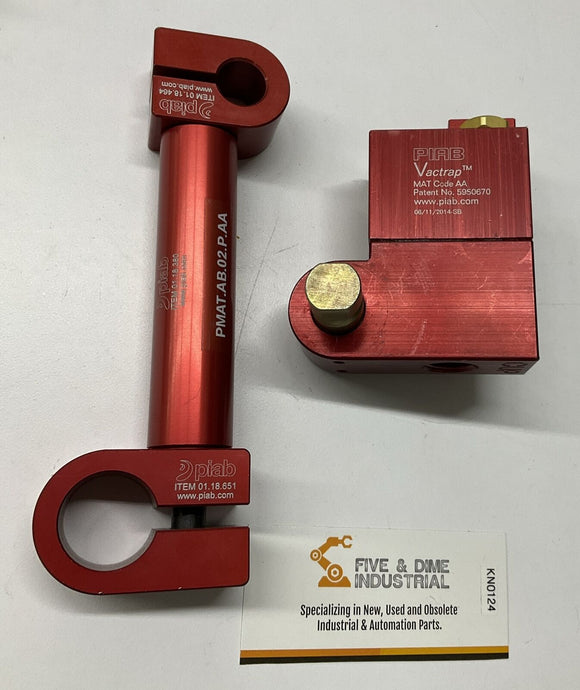 piab
www.piab.com
ITEM 01.18.464
PMAT.AB.02.P.AA
piab
ITEM 01.18.380
piab
ITEM 01.18.651
www.piab.com
PIAB
Vactrap™
MAT Code AA
Patent No. 5950670
www.piab.com
06/11/2014-SB
FIVE & DIME
INDUSTRIAL
Specializing in New, Used and Obsolete
Industrial & Automation Parts.
KN0124